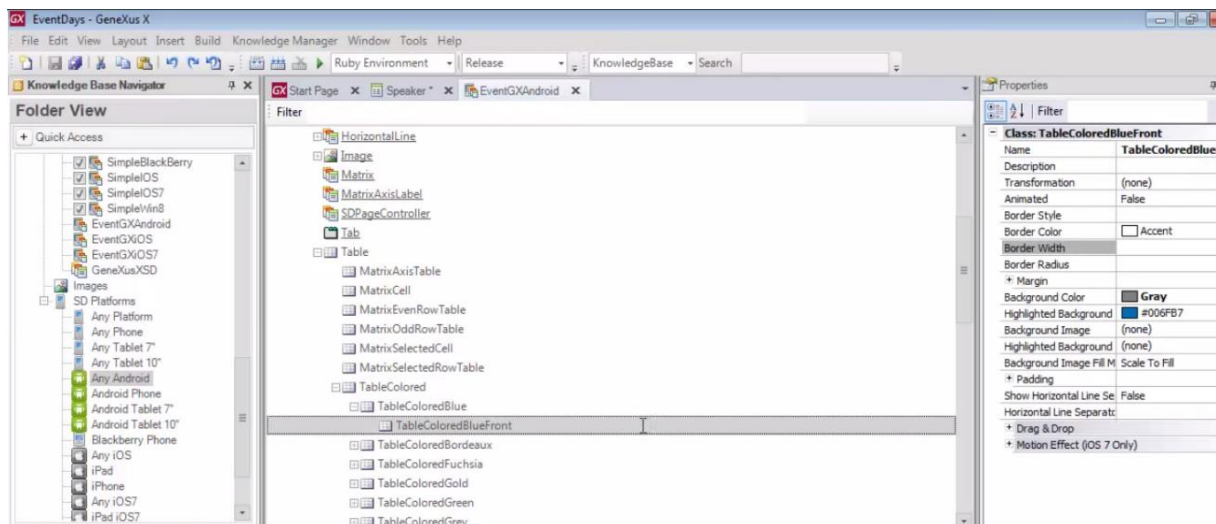 GX EventDays - GeneXus X
File Edit View Layout Insert Build Knowledge Manager Window Tools Help
Ruby Environment Release KnowledgeBase Search
Knowledge Base Navigator
Folder View
Quick Access
SimpleBlackBerry
SimpleIOS
SimpleIOS7
SimpleWin8
EventGXAndroid
EventGXiOS
EventGXiOS7
GeneXusXSD
Images
SD Platforms
Any Platform
Any Phone
Any Tablet 7"
Any Tablet 10"
Any Android
Android Phone
Android Tablet 7"
Android Tablet 10"
Blackberry Phone
Any iOS
iPad
iPhone
Any iOS7
iPad iOS7
GX Start Page Speaker * EventGXAndroid
Filter
HorizontalLine
Image
Matrix
MatrixAxisLabel
SDPageController
Tab
Table
MatrixAxisTable
MatrixCell
MatrixEvenRowTable
MatrixOddRowTable
MatrixSelectedCell
MatrixSelectedRowTable
TableColored
TableColoredBlue
TableColoredBlueFront
TableColoredBordeaux
TableColoredFuchsia
TableColoredGold
TableColoredGreen
TableColoredGrey
Properties
Filter
Class: TableColoredBlueFront
Name TableColoredBlue
Description
Transformation (none)
Animated False
Border Style
Border Color Accent
Border Width
Border Radius
Margin
Background Color Gray
Highlighted Background #006FB7
Background Image (none)
Highlighted Background (none)
Background Image Fill M Scale To Fill
Padding
Show Horizontal Line Se False
Horizontal Line Separatc
Drag & Drop
Motion Effect (iOS 7 Only)